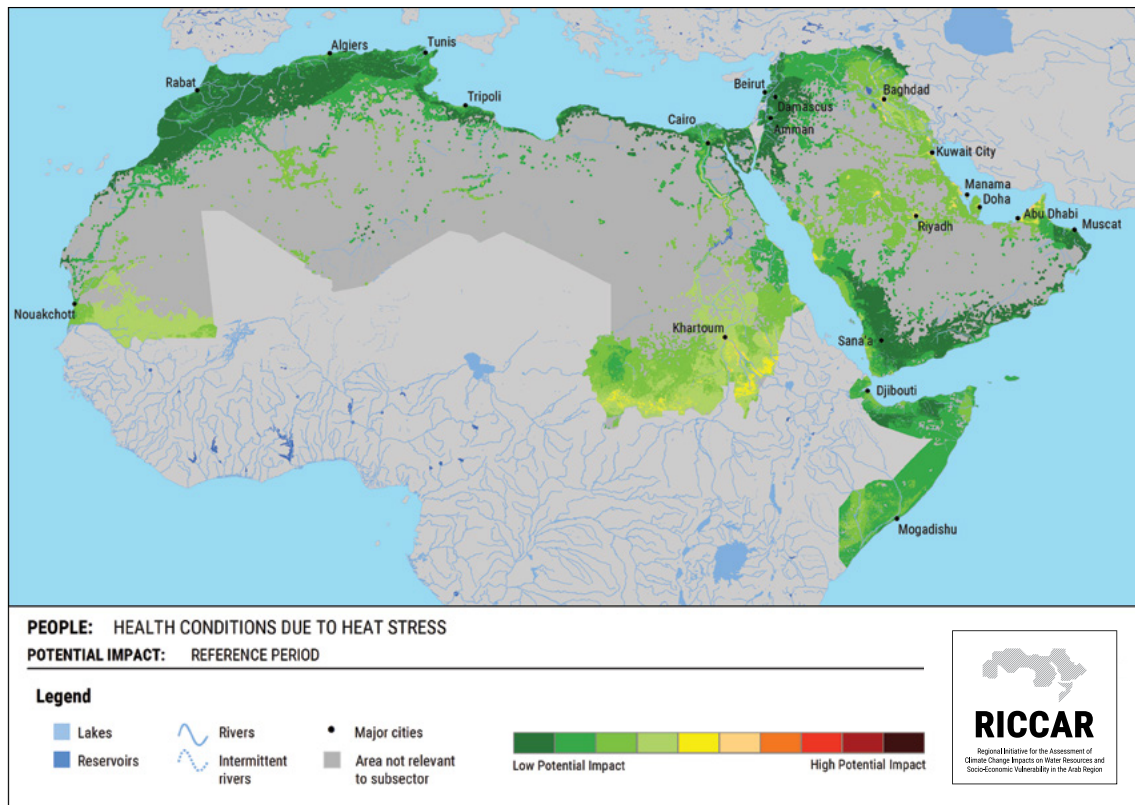 Algiers
Tunis
Rabat
Tripoli
Beirut
Damascus
Baghdad
Cairo
Amman
Kuwait City
Manama
Doha
Abu Dhabi
Riyadh
Muscat
Nouakchott
Khartoum
Sana'a
Djibouti
Mogadishu
PEOPLE: HEALTH CONDITIONS DUE TO HEAT STRESS
POTENTIAL IMPACT: REFERENCE PERIOD
Legend
Lakes
Reservoirs
Rivers
Intermittent
rivers
Major cities
Area not relevant
to subsector
Low Potential Impact
High Potential Impact
RICCAR
Regional Initiative for the Assessment of
Climate Change Impacts on Water Resources and
Socio-Economic Vulnerability in the Arab Region